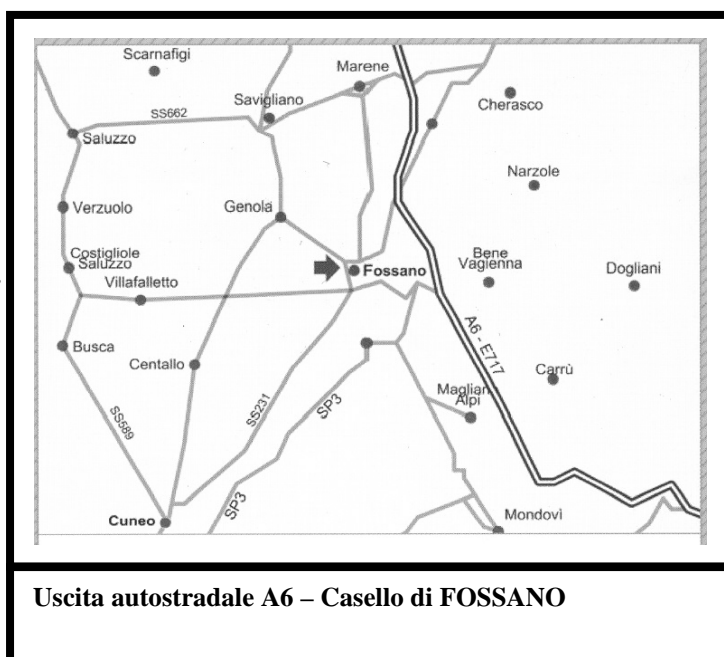 Scarnafigi
Marene
Savigliano
Cherasco
SS662
Saluzzo
Narzole
Verzuolo
Genola
Costigliole
Saluzzo
Bene
Vagienna
Fossano
Dogliani
Villafalletto
A6 - E717
Busca
Centallo
Carrù
Magliano
Alpi
SS231
SP3
SS589
SP3
Cuneo
Mondovì
Uscita autostradale A6 – Casello di FOSSANO